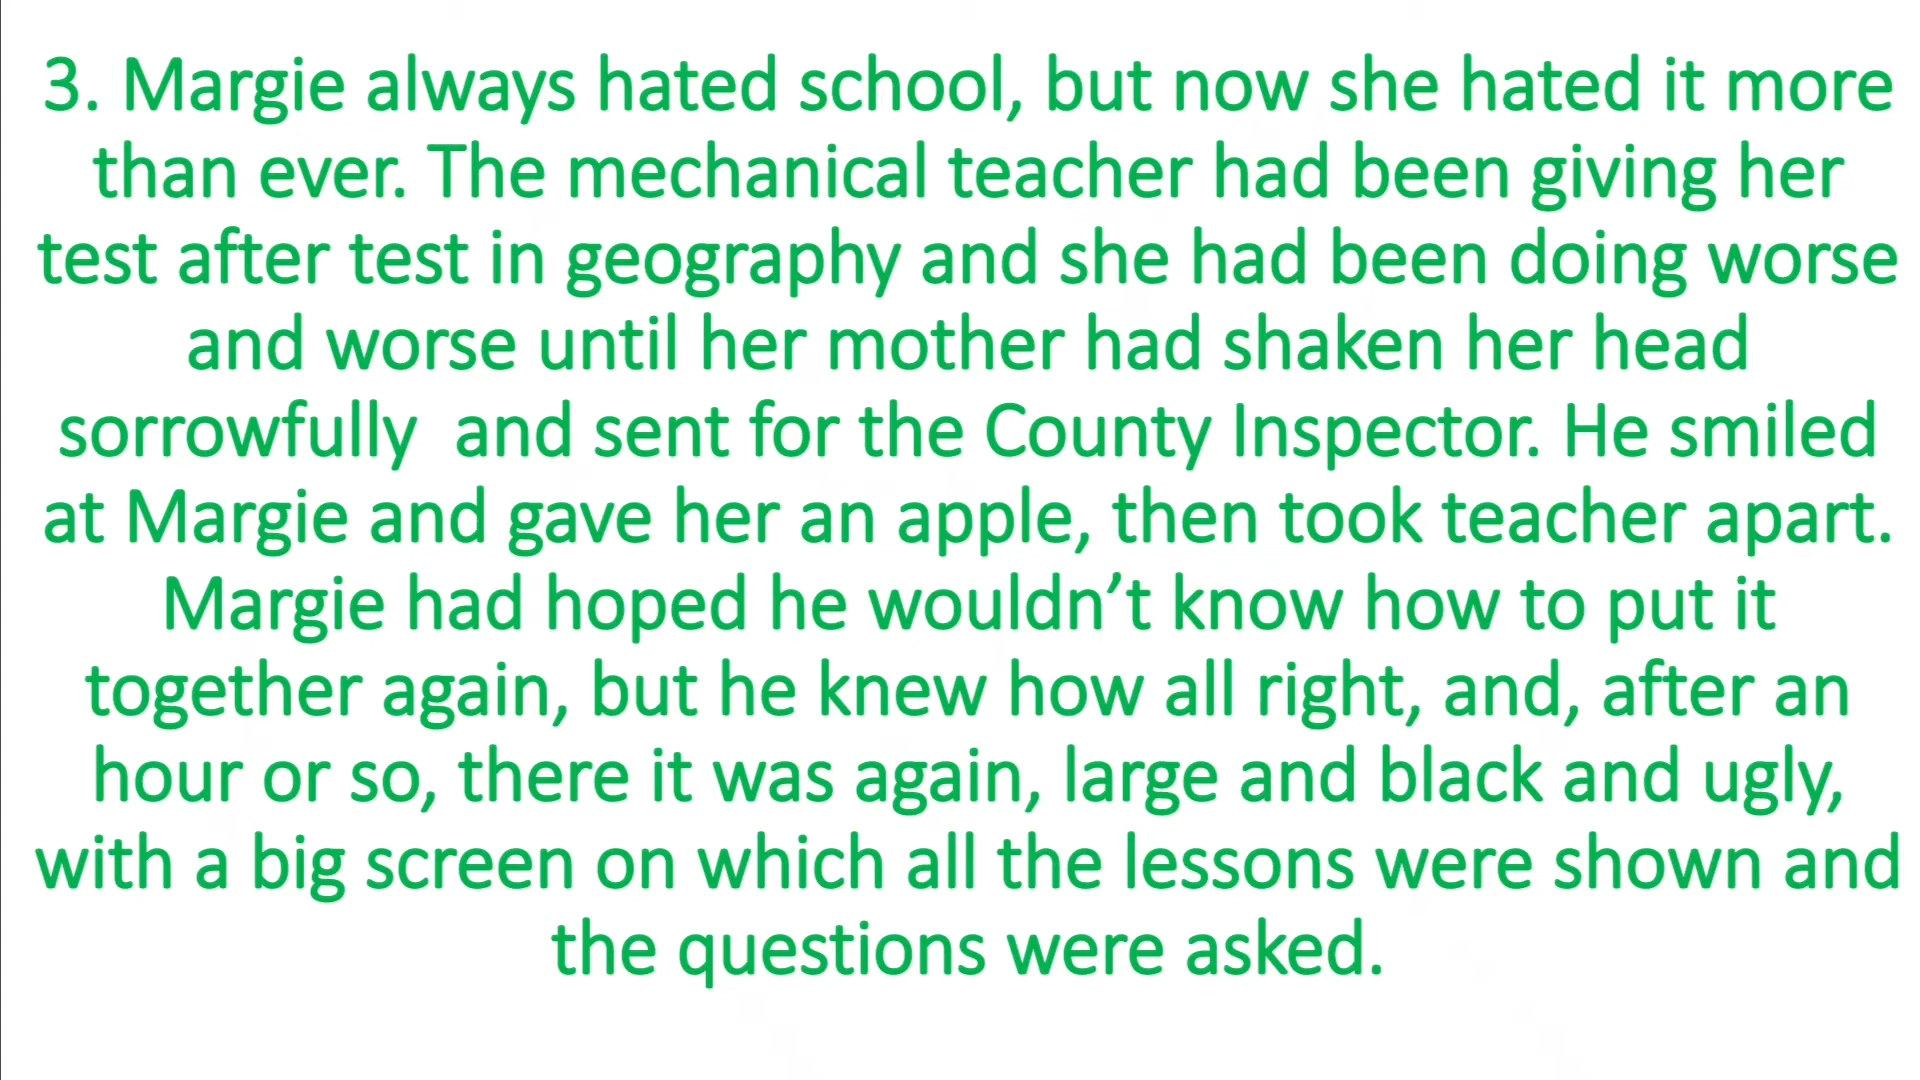 3. Margie always hated school, but now she hated it more
than ever. The mechanical teacher had been giving her
test after test in geography and she had been doing worse
and worse until her mother had shaken her head
sorrowfully  and sent for the County Inspector. He smiled
at Margie and gave her an apple, then took teacher apart.
Margie had hoped he wouldn’t know how to put it
together again, but he knew how all right, and, after an
hour or so, there it was again, large and black and ugly,
with a big screen on which all the lessons were shown and
the questions were asked.